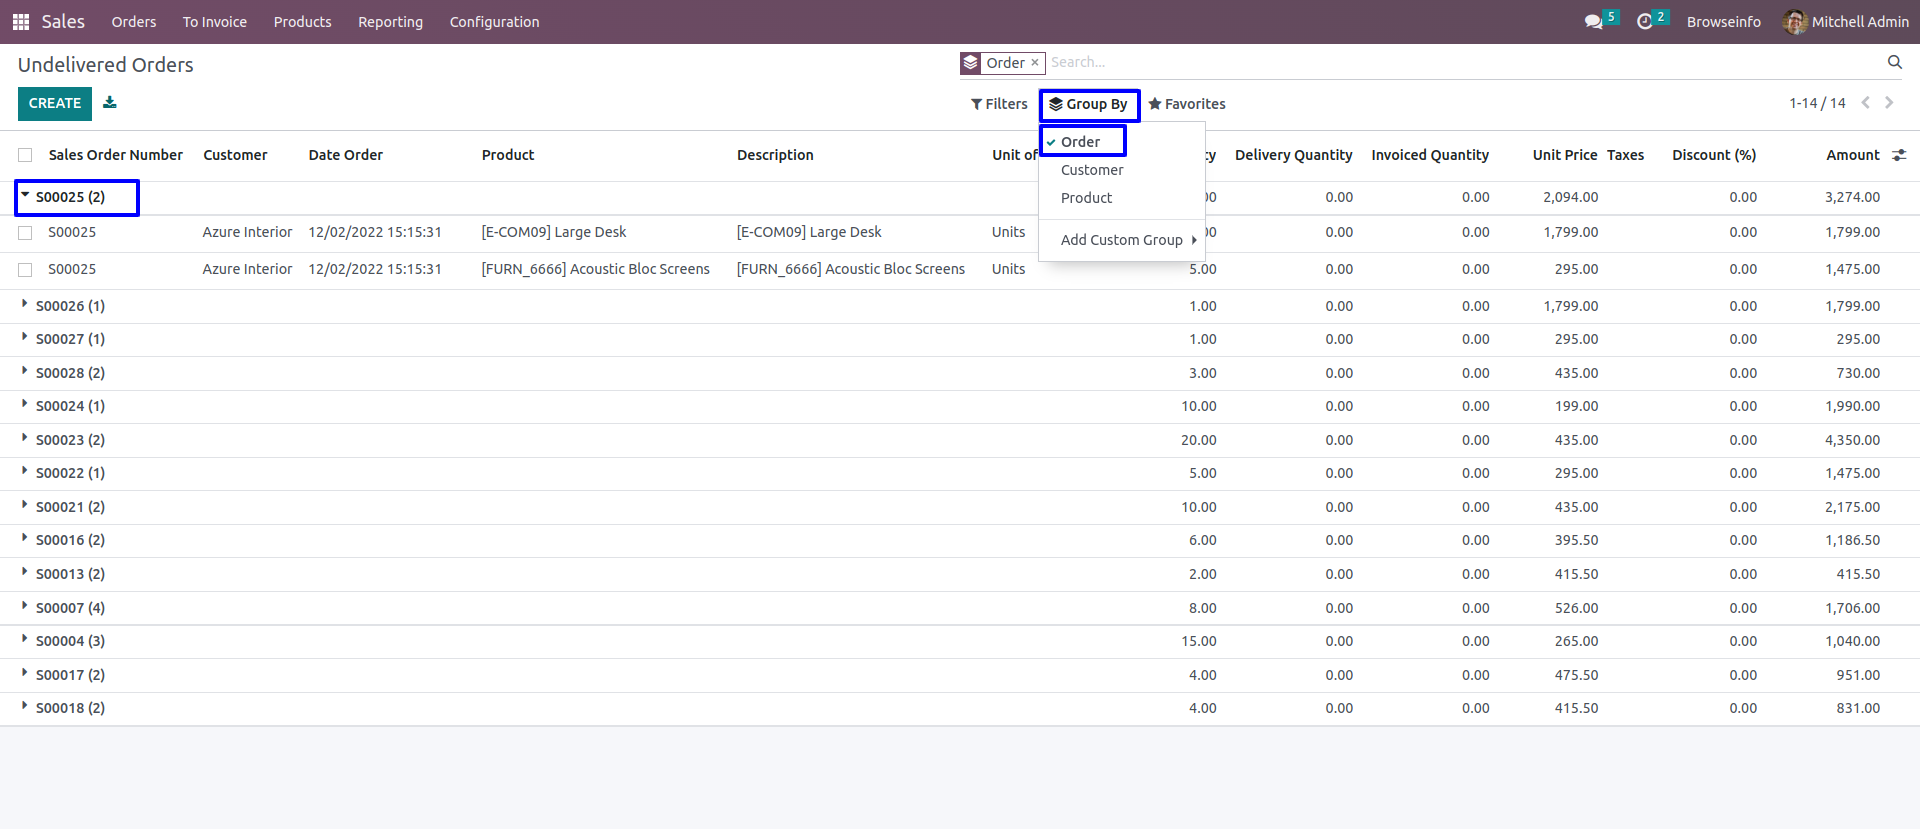 Sales Orders To Invoice Products Reporting Configuration 5 2 Browseinfo Mitchell Admin
Undelivered Orders Order × Search...
CREATE Filters Group By Favorites 1-14 / 14
Order
Customer
Product
Add Custom Group
Sales Order Number Customer Date Order Product Description Unit of Delivery Quantity Invoiced Quantity Unit Price Taxes Discount (%) Amount
S00025 (2) 0.00 0.00 2,094.00 0.00 3,274.00
S00025 Azure Interior 12/02/2022 15:15:31 [E-COM09] Large Desk [E-COM09] Large Desk Units 0.00 0.00 1,799.00 0.00 1,799.00
S00025 Azure Interior 12/02/2022 15:15:31 [FURN_6666] Acoustic Bloc Screens [FURN_6666] Acoustic Bloc Screens Units 5.00 0.00 0.00 295.00 0.00 1,475.00
S00026 (1) 1.00 0.00 0.00 1,799.00 0.00 1,799.00
S00027 (1) 1.00 0.00 0.00 295.00 0.00 295.00
S00028 (2) 3.00 0.00 0.00 435.00 0.00 730.00
S00024 (1) 10.00 0.00 0.00 199.00 0.00 1,990.00
S00023 (2) 20.00 0.00 0.00 435.00 0.00 4,350.00
S00022 (1) 5.00 0.00 0.00 295.00 0.00 1,475.00
S00021 (2) 10.00 0.00 0.00 435.00 0.00 2,175.00
S00016 (2) 6.00 0.00 0.00 395.50 0.00 1,186.50
S00013 (2) 2.00 0.00 0.00 415.50 0.00 415.50
S00007 (4) 8.00 0.00 0.00 526.00 0.00 1,706.00
S00004 (3) 15.00 0.00 0.00 265.00 0.00 1,040.00
S00017 (2) 4.00 0.00 0.00 475.50 0.00 951.00
S00018 (2) 4.00 0.00 0.00 415.50 0.00 831.00